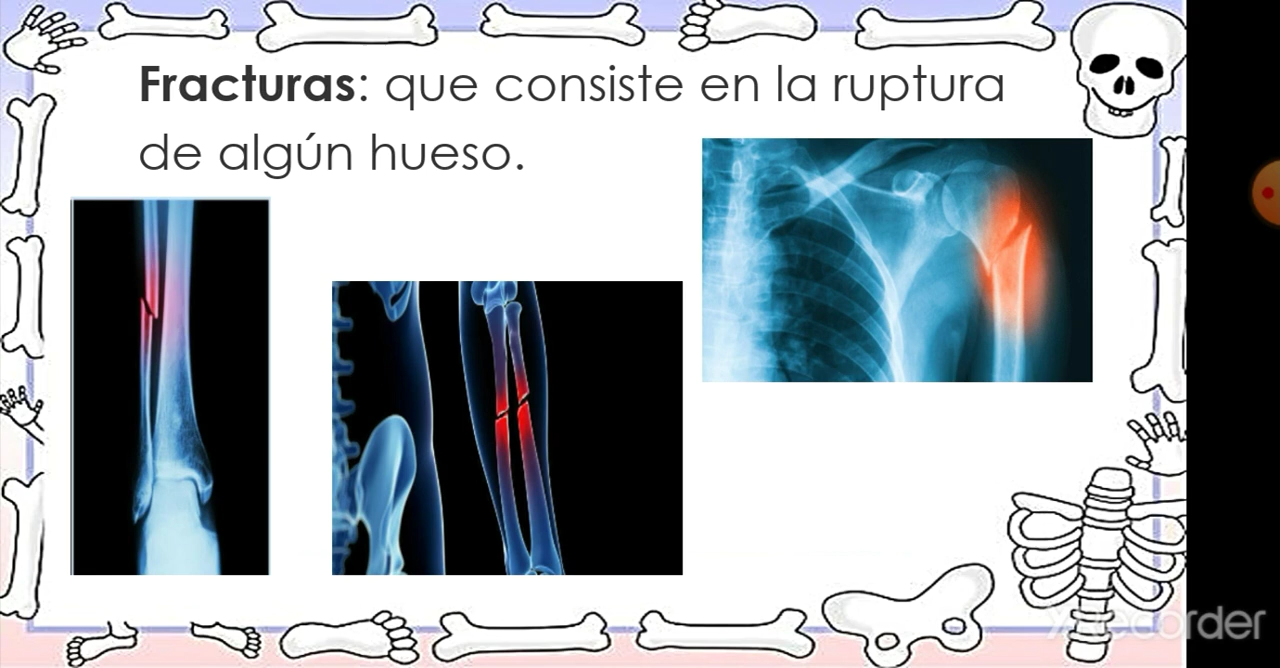 Fracturas: que consiste en la ruptura
de algún hueso.